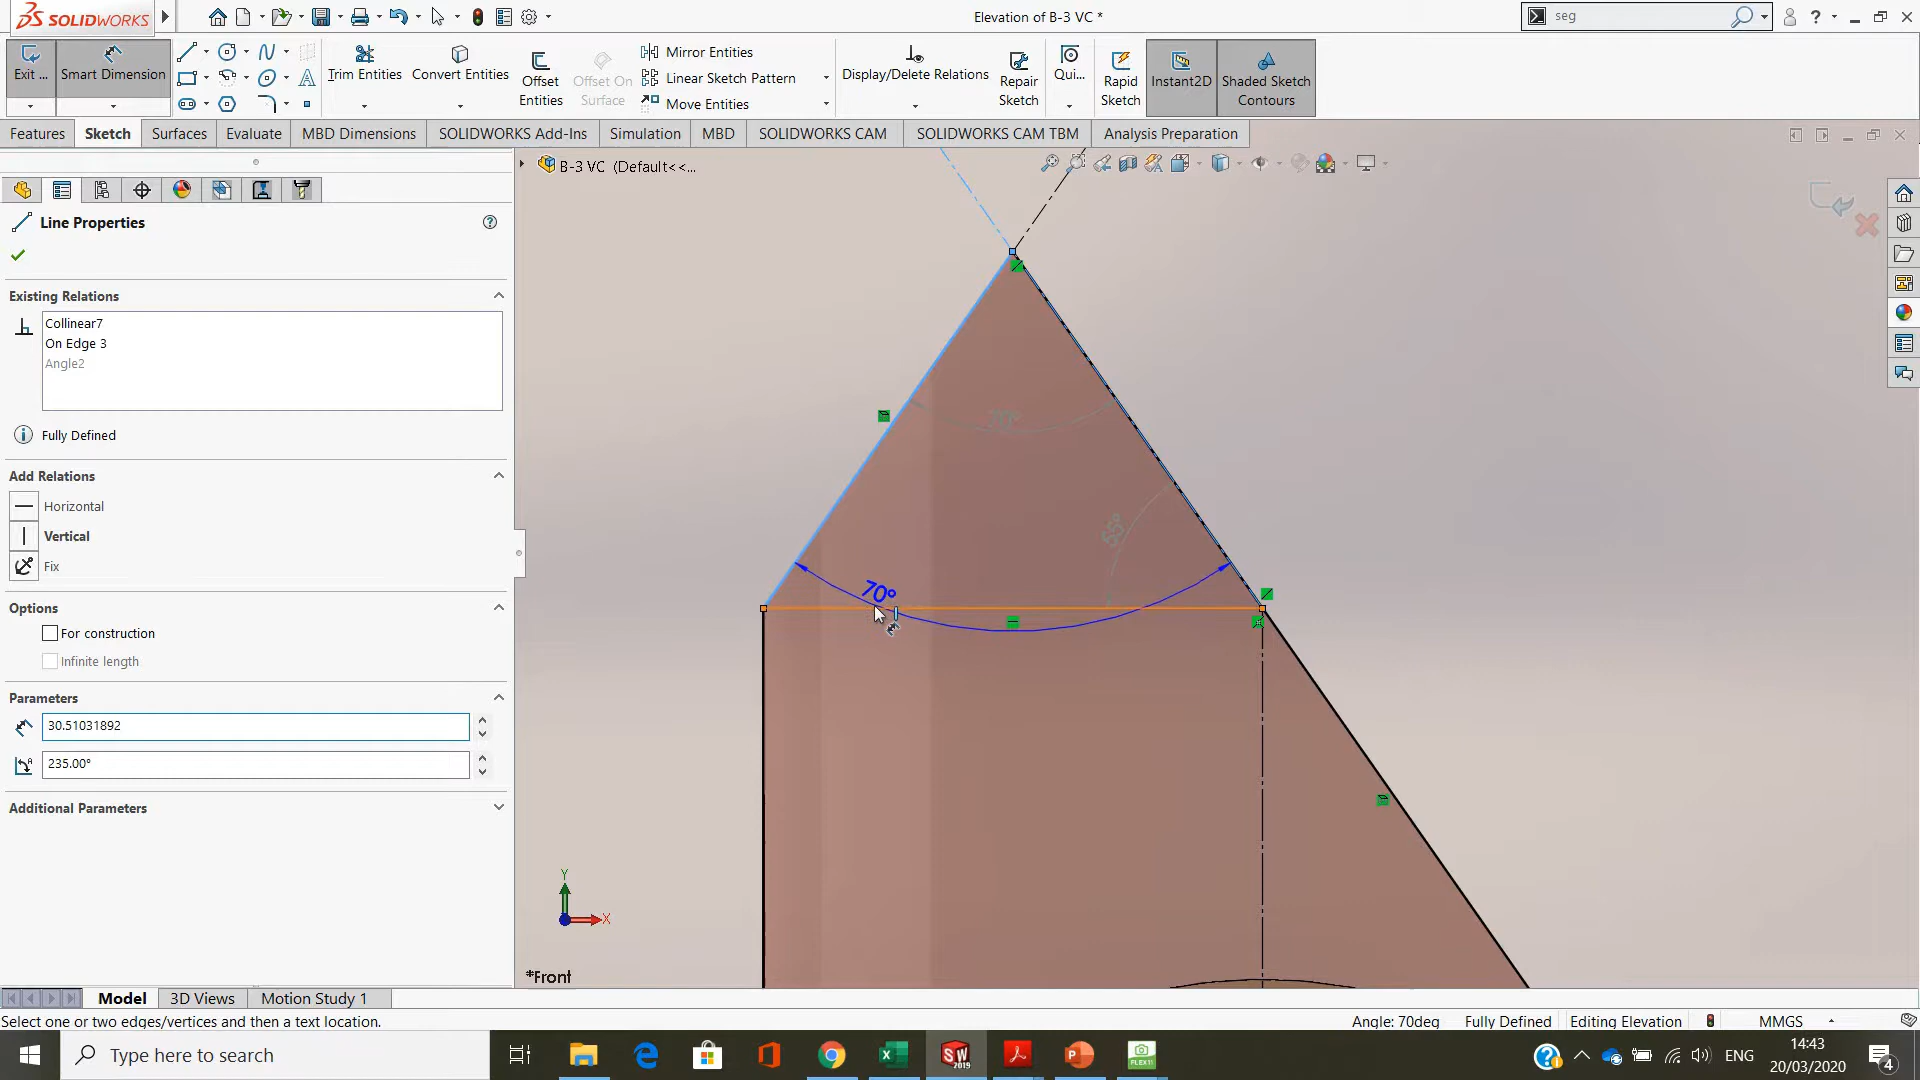 SOLIDWORKS
Elevation of B-3 VC *
seg
Exit ...
Smart Dimension
Trim Entities
Convert Entities
Offset Entities
Offset On Surface
Mirror Entities
Linear Sketch Pattern
Move Entities
Display/Delete Relations
Repair Sketch
Qui...
Rapid Sketch
Instant2D
Shaded Sketch Contours
Features
Sketch
Surfaces
Evaluate
MBD Dimensions
SOLIDWORKS Add-Ins
Simulation
MBD
SOLIDWORKS CAM
SOLIDWORKS CAM TBM
Analysis Preparation
B-3 VC (Default<<...
Line Properties
Existing Relations
Collinear7
On Edge 3
Angle2
Fully Defined
Add Relations
Horizontal
Vertical
Fix
Options
For construction
Infinite length
Parameters
30.51031892
235.00°
Additional Parameters
70°
55°
70°
Y
X
*Front
Model
3D Views
Motion Study 1
Select one or two edges/vertices and then a text location.
Angle: 70deg
Fully Defined
Editing Elevation
MMGS
Type here to search
SW
2019
FLEXI
ENG
14:43
20/03/2020
4